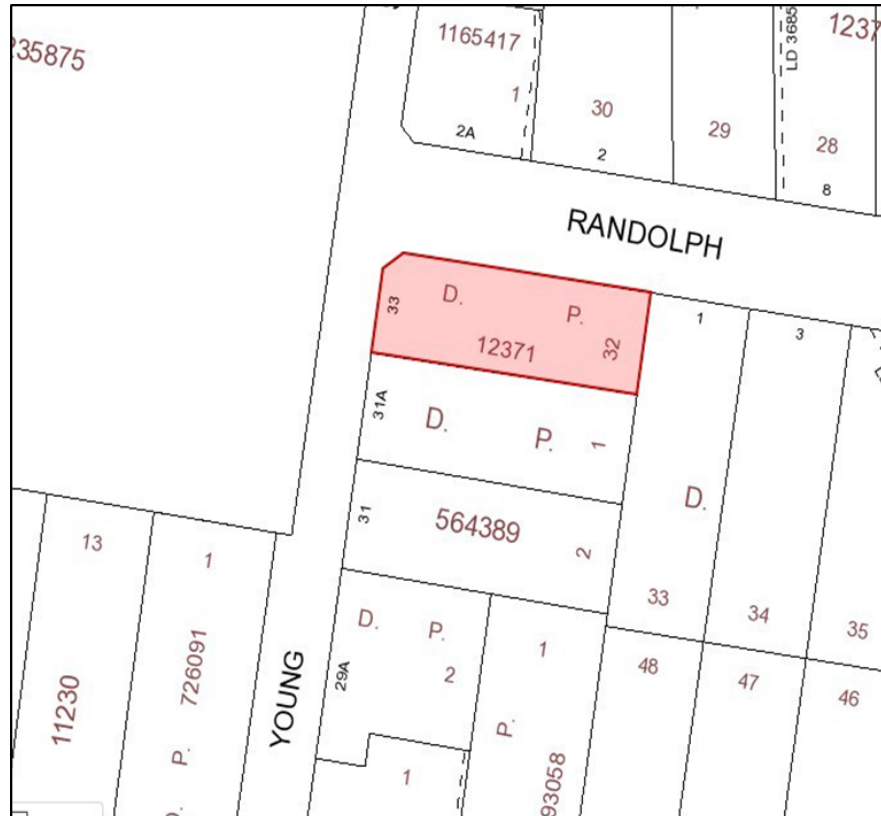 235875
1165417
1
2A
30
2
29
LD 3685
1237
28
8
RANDOLPH
33
D.
P.
12371
32
1
3
31A
D.
P.
1
31
564389
2
D.
33
34
35
13
1
D.
P.
2
1
29A
48
47
46
11230
726091
P.
YOUNG
P.
93058
1